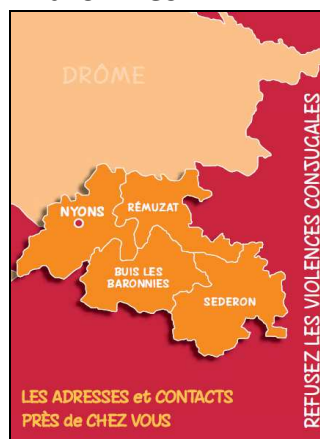 DRÔME
NYONS
RÉMUZAT
BUIS LES
BARONNIES
SEDERON
REFUSEZ LES VIOLENCES CONJUGALES
LES ADRESSES et CONTACTS
PRÈS de CHEZ VOUS